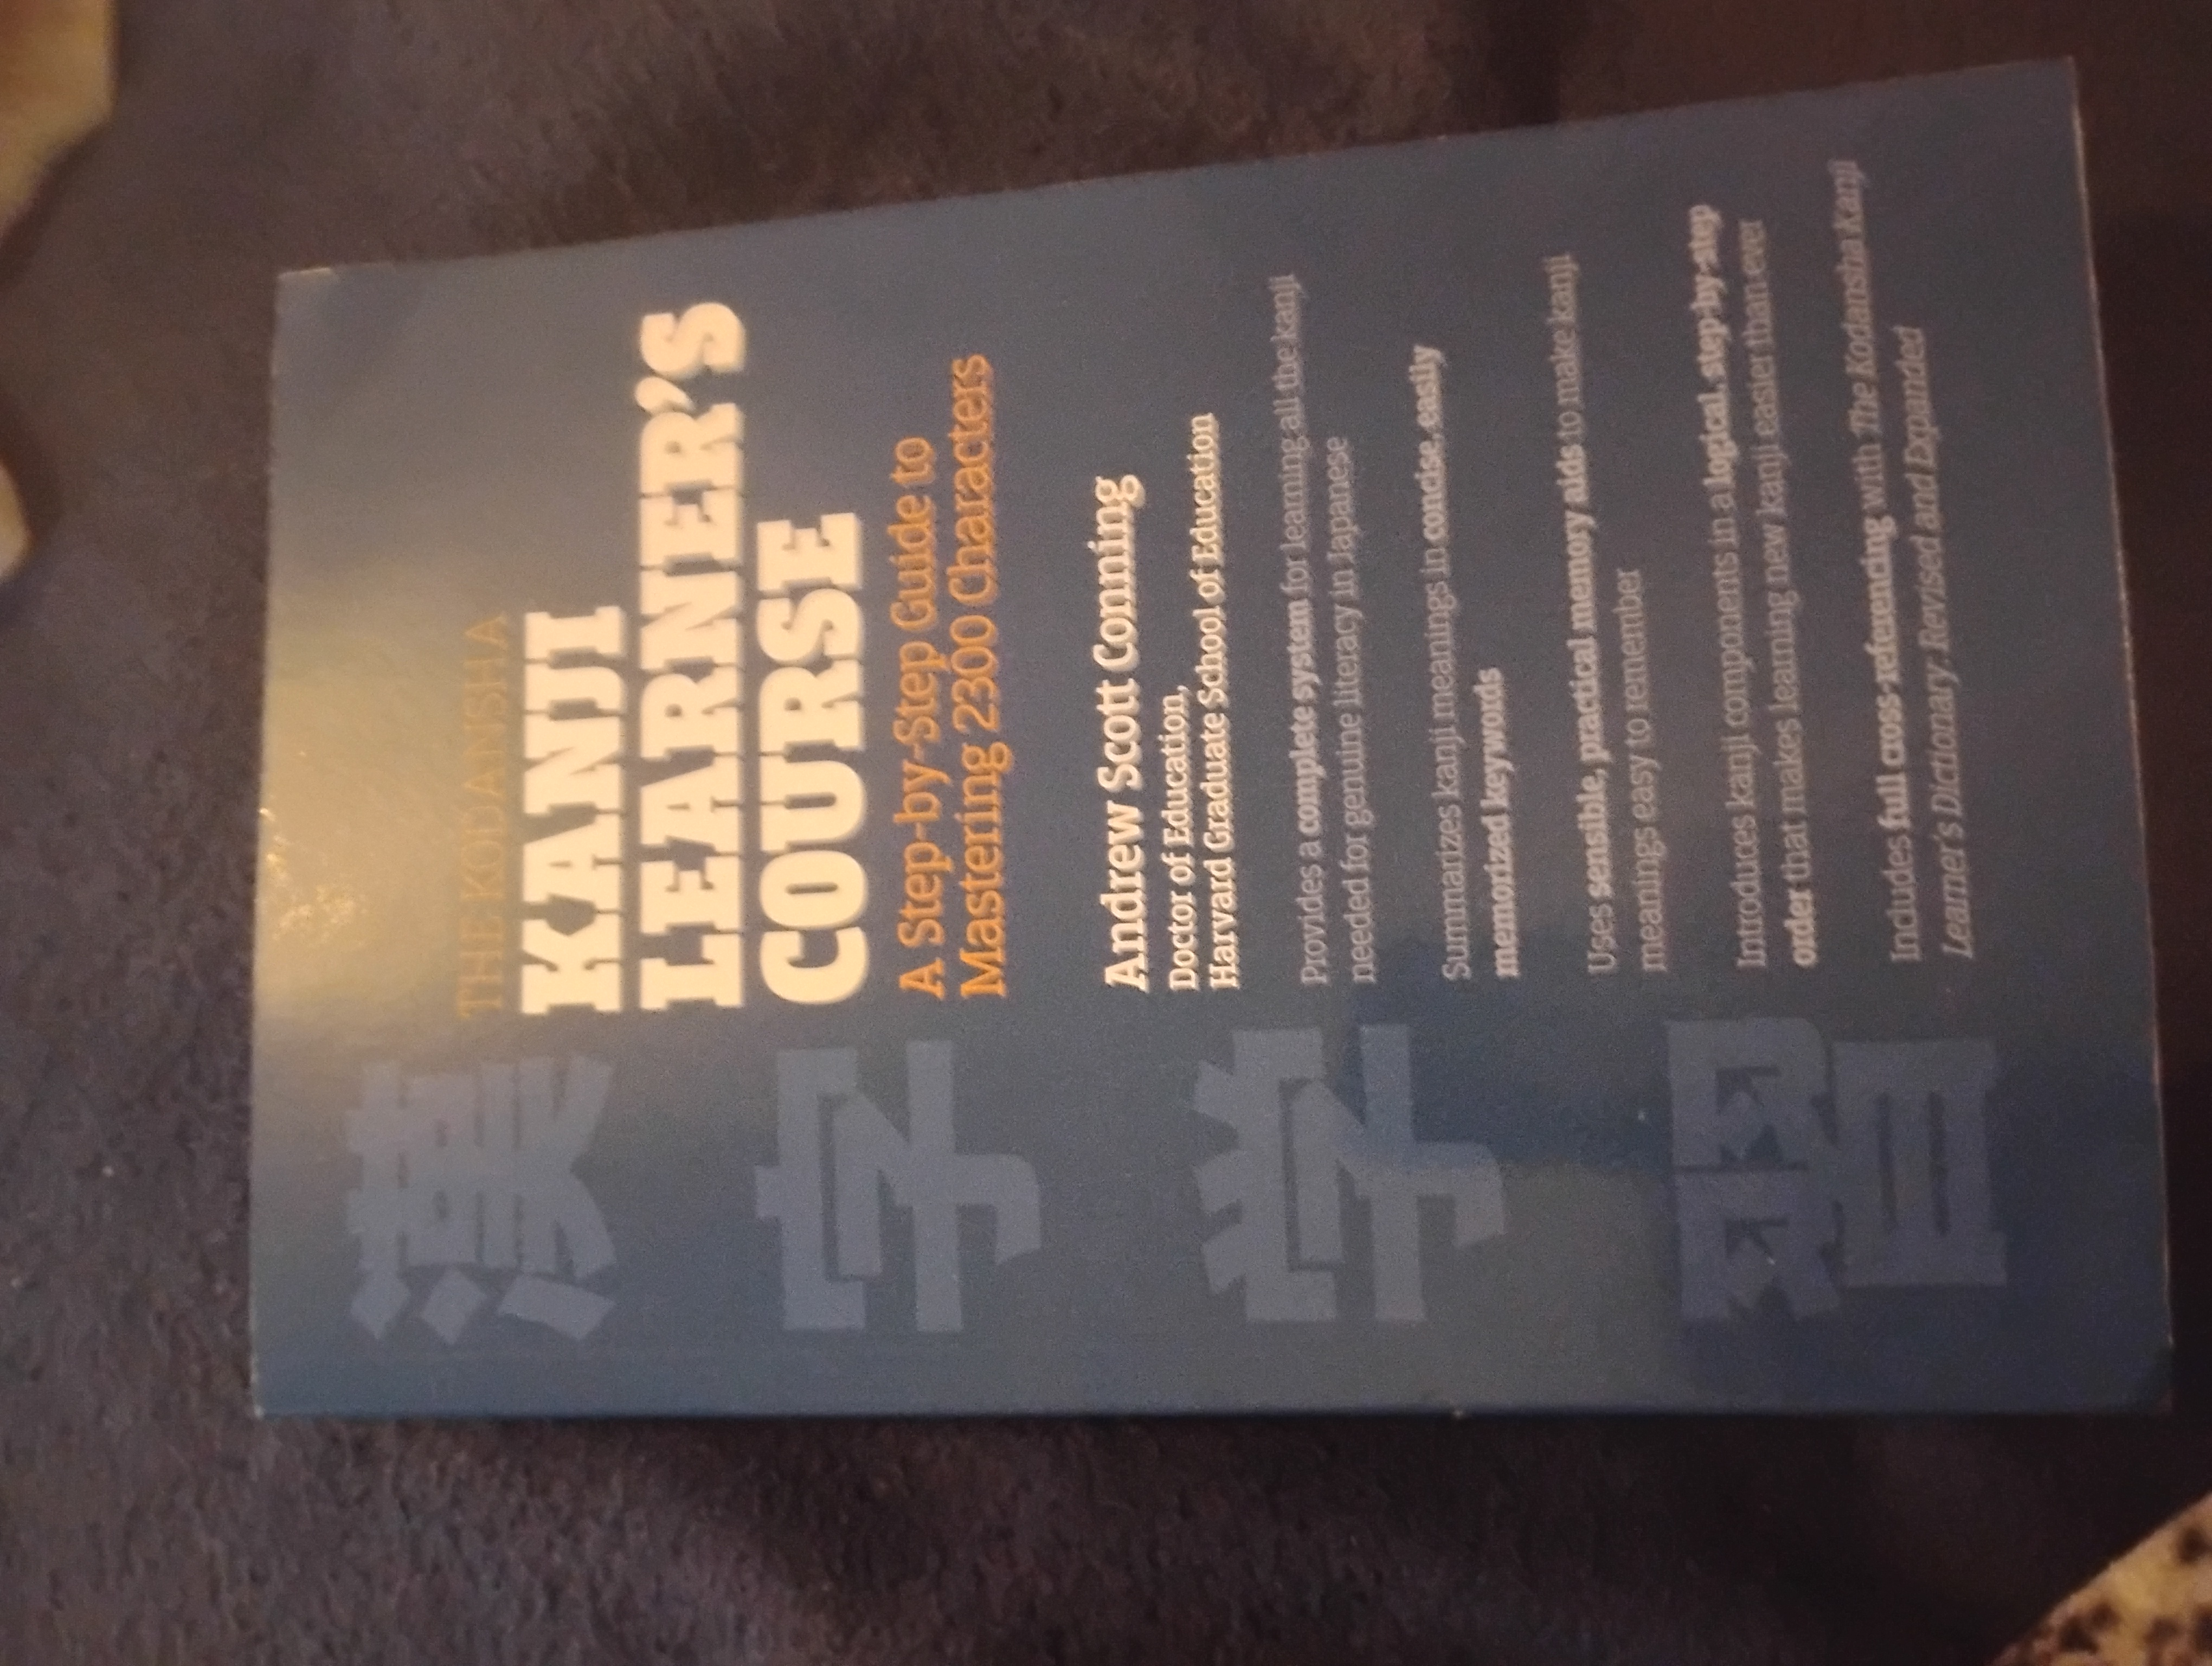 THE KODANSHA
KANJI
LEARNER'S
COURSE
A Step-by-Step Guide to
Mastering 2300 Characters
Andrew Scott Conning
Doctor of Education,
Harvard Graduate School of Education
Provides a complete system for learning all the kanji
needed for genuine literacy in Japanese
Summarizes kanji meanings in concise, easily
memorized keywords
Uses sensible, practical memory aids to make kanji
meanings easy to remember
Introduces kanji components in a logical, step-by-step
order that makes learning new kanji easier than ever
Includes full cross-referencing with The Kodansha Kanji
Learner's Dictionary: Revised and Expanded
漢
字
学
習